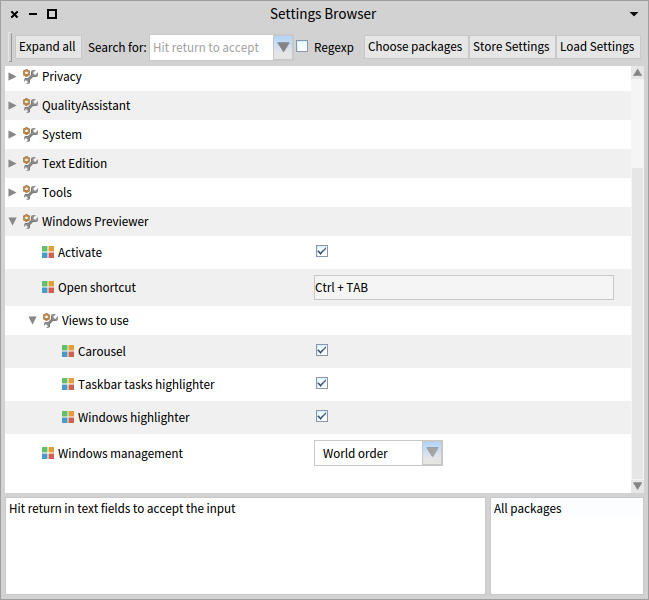 Settings Browser
Expand all Search for: Hit return to accept Regexp Choose packages Store Settings Load Settings
Privacy
QualityAssistant
System
Text Edition
Tools
Windows Previewer
Activate
Open shortcut Ctrl + TAB
Views to use
Carousel
Taskbar tasks highlighter
Windows highlighter
Windows management World order
Hit return in text fields to accept the input All packages